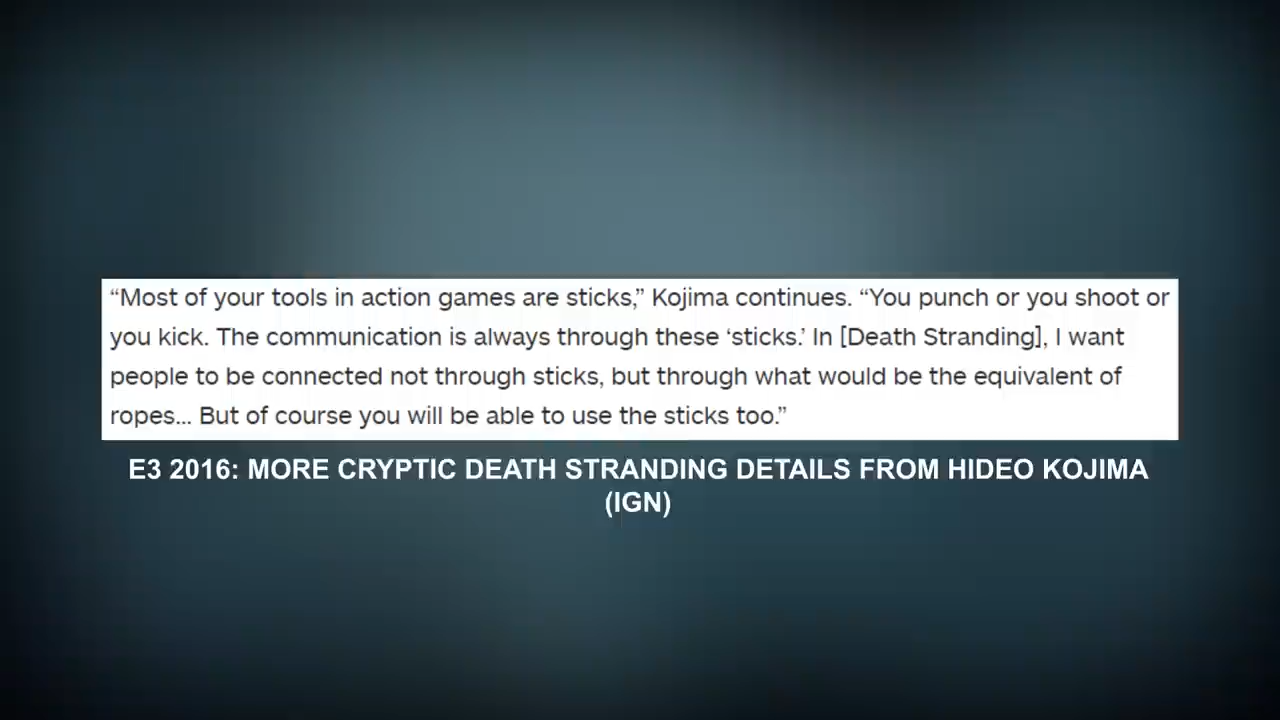 “Most of your tools in action games are sticks,” Kojima continues. “You punch or you shoot or
you kick. The communication is always through these ‘sticks.’ In [Death Stranding], I want
people to be connected not through sticks, but through what would be the equivalent of
ropes... But of course you will be able to use the sticks too.”
E3 2016: MORE CRYPTIC DEATH STRANDING DETAILS FROM HIDEO KOJIMA
(IGN)